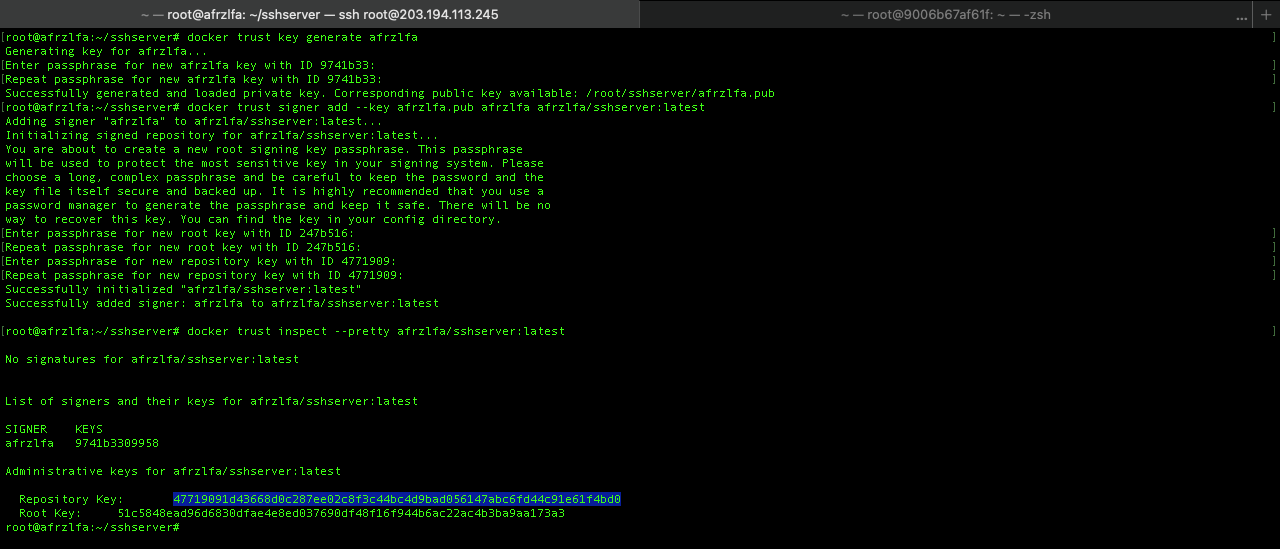 ~ — root@afrzlfa: ~/sshserver — ssh root@203.194.113.245
~ — root@9006b67af61f: ~ — -zsh
... +
[root@afrzlfa:~/sshserver# docker trust key generate afrzlfa
Generating key for afrzlfa...
[Enter passphrase for new afrzlfa key with ID 9741b33: ]
[Repeat passphrase for new afrzlfa key with ID 9741b33: ]
Successfully generated and loaded private key. Corresponding public key available: /root/sshserver/afrzlfa.pub
[root@afrzlfa:~/sshserver# docker trust signer add --key afrzlfa.pub afrzlfa afrzlfa/sshserver:latest ]
Adding signer "afrzlfa" to afrzlfa/sshserver:latest...
Initializing signed repository for afrzlfa/sshserver:latest...
You are about to create a new root signing key passphrase. This passphrase
will be used to protect the most sensitive key in your signing system. Please
choose a long, complex passphrase and be careful to keep the password and the
key file itself secure and backed up. It is highly recommended that you use a
password manager to generate the passphrase and keep it safe. There will be no
way to recover this key. You can find the key in your config directory.
[Enter passphrase for new root key with ID 247b516: ]
[Repeat passphrase for new root key with ID 247b516: ]
[Enter passphrase for new repository key with ID 4771909: ]
[Repeat passphrase for new repository key with ID 4771909: ]
Successfully initialized "afrzlfa/sshserver:latest"
Successfully added signer: afrzlfa to afrzlfa/sshserver:latest
[root@afrzlfa:~/sshserver# docker trust inspect --pretty afrzlfa/sshserver:latest ]
No signatures for afrzlfa/sshserver:latest
List of signers and their keys for afrzlfa/sshserver:latest
SIGNER KEYS
afrzlfa 9741b3309958
Administrative keys for afrzlfa/sshserver:latest
Repository Key: 47719091d43668d0c287ee02c8f3c44bc4d9bad056147abc6fd44c91e61f4bd0
Root Key: 51c5848ead96d6830dfae4e8ed037690df48f16f944b6ac22ac4b3ba9aa173a3
root@afrzlfa:~/sshserver#